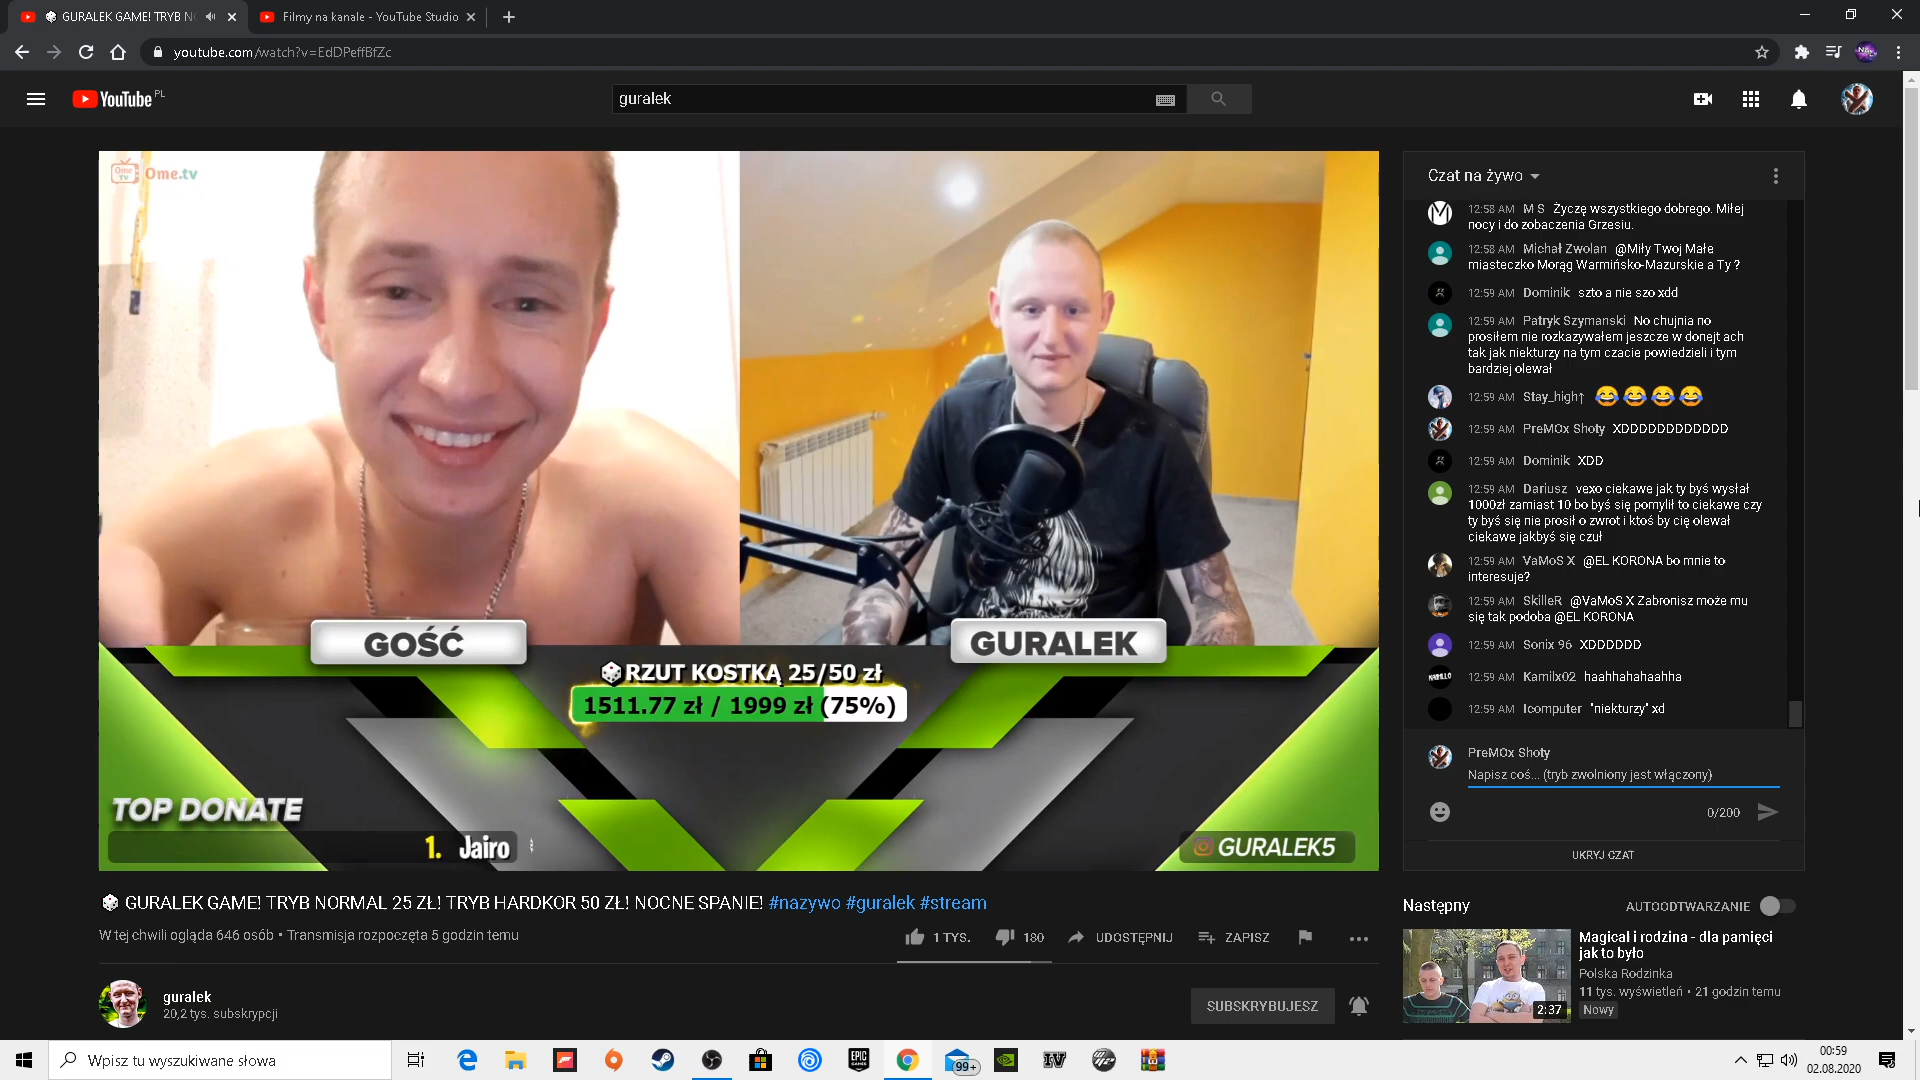 GURALEK GAME! TRYB N
Filmy na kanale - YouTube Studio
youtube.com/watch?v=EdDPeffBfZc
YouTube PL
guralek
Ome.tv
GOŚĆ
GURALEK
RZUT KOSTKĄ 25/50 zł
1511.77 zł / 1999 zł (75%)
TOP DONATE
1. Jairo
GURALEK5
GURALEK GAME! TRYB NORMAL 25 ZŁ! TRYB HARDKOR 50 ZŁ! NOCNE SPANIE! #nazywo #guralek #stream
W tej chwili ogląda 646 osób • Transmisja rozpoczęta 5 godzin temu
1 TYS.
180
UDOSTĘPNIJ
ZAPISZ
guralek
20,2 tys. subskrypcji
SUBSKRYBUJESZ
Czat na żywo
12:58 AM M S Życzę wszystkiego dobrego. Miłej
nocy i do zobaczenia Grzesiu.
12:58 AM Michał Zwolan @Miły Twoj Małe
miasteczko Morąg Warmińsko-Mazurskie a Ty ?
12:59 AM Dominik szto a nie szo xdd
12:59 AM Patryk Szymanski No chujnia no
prosiłem nie rozkazywałem jeszcze w donejt ach
tak jak niekturzy na tym czacie powiedzieli i tym
bardziej olewał
12:59 AM Stay_high↑ 😂😂😂😂
12:59 AM PreMOx Shoty XDDDDDDDDDDDD
12:59 AM Dominik XDD
12:59 AM Dariusz vexo ciekawe jak ty byś wysłał
1000zł zamiast 10 bo byś się pomylił to ciekawe czy
ty byś się nie prosił o zwrot i ktoś by cię olewał
ciekawe jakbyś się czuł
12:59 AM VaMoS X @EL KORONA bo mnie to
interesuje?
12:59 AM SkilleR @VaMoS X Zabronisz może mu
się tak podoba @EL KORONA
12:59 AM Sonix 96 XDDDDDD
12:59 AM Kamilx02 haahhahahaahha
12:59 AM Icomputer "niekturzy" xd
PreMOx Shoty
Napisz coś... (tryb zwolniony jest włączony)
0/200
UKRYJ CZAT
Następny
AUTOODTWARZANIE
Magical i rodzina - dla pamięci
jak to było
Polska Rodzinka
11 tys. wyświetleń • 21 godzin temu
Nowy
2:37
Wpisz tu wyszukiwane słowa
EPIC
GAMES
99+
IV
00:59
02.08.2020